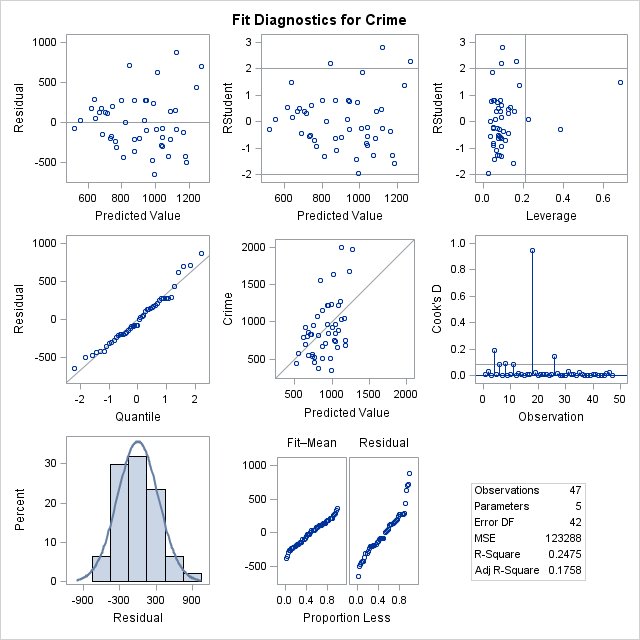 Fit Diagnostics for Crime
Residual
1000
500
0
-500
600 800 1000 1200
Predicted Value
RStudent
3
2
1
0
-1
-2
600 800 1000 1200
Predicted Value
RStudent
3
2
1
0
-1
-2
0.0 0.2 0.4 0.6
Leverage
Residual
1000
500
0
-500
-2 -1 0 1 2
Quantile
Crime
2000
1500
1000
500
500 1000 1500 2000
Predicted Value
Cook's D
1.0
0.8
0.6
0.4
0.2
0.0
0 10 20 30 40 50
Observation
Percent
30
20
10
0
-900 -300 300 900
Residual
Fit–Mean Residual
1000
500
0
-500
0.0 0.4 0.8 0.0 0.4 0.8
Proportion Less
Observations 47
Parameters 5
Error DF 42
MSE 123288
R-Square 0.2475
Adj R-Square 0.1758